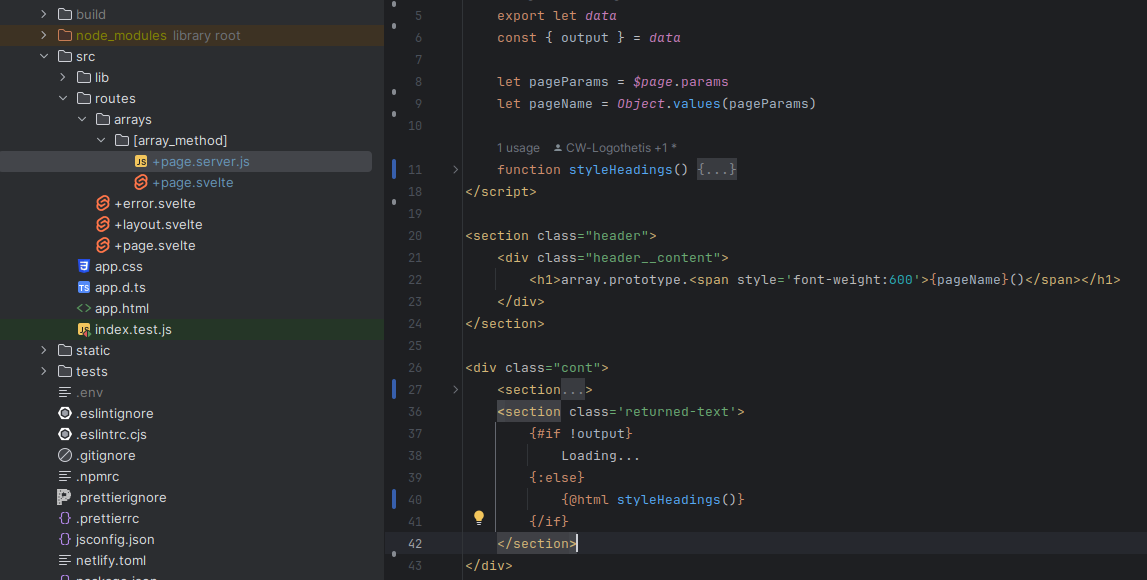 build
node_modules library root
src
lib
routes
arrays
[array_method]
+page.server.js
+page.svelte
+error.svelte
+layout.svelte
+page.svelte
app.css
app.d.ts
app.html
index.test.js
static
tests
.env
.eslintignore
.eslintrc.cjs
.gitignore
.npmrc
.prettierignore
.prettierrc
jsconfig.json
netlify.toml
package.json
5 export let data
6 const { output } = data
7
8 let pageParams = $page.params
9 let pageName = Object.values(pageParams)
10
1 usage CW-Logothetis +1 *
11 function styleHeadings() {...}
18 </script>
19
20 <section class="header">
21 <div class="header__content">
22 <h1>array.prototype.<span style='font-weight:600'>{pageName}()</span></h1>
23 </div>
24 </section>
25
26 <div class="cont">
27 <section...>
36 <section class='returned-text'>
37 {#if !output}
38 Loading...
39 {:else}
40 {@html styleHeadings()}
41 {/if}
42 </section>
43 </div>